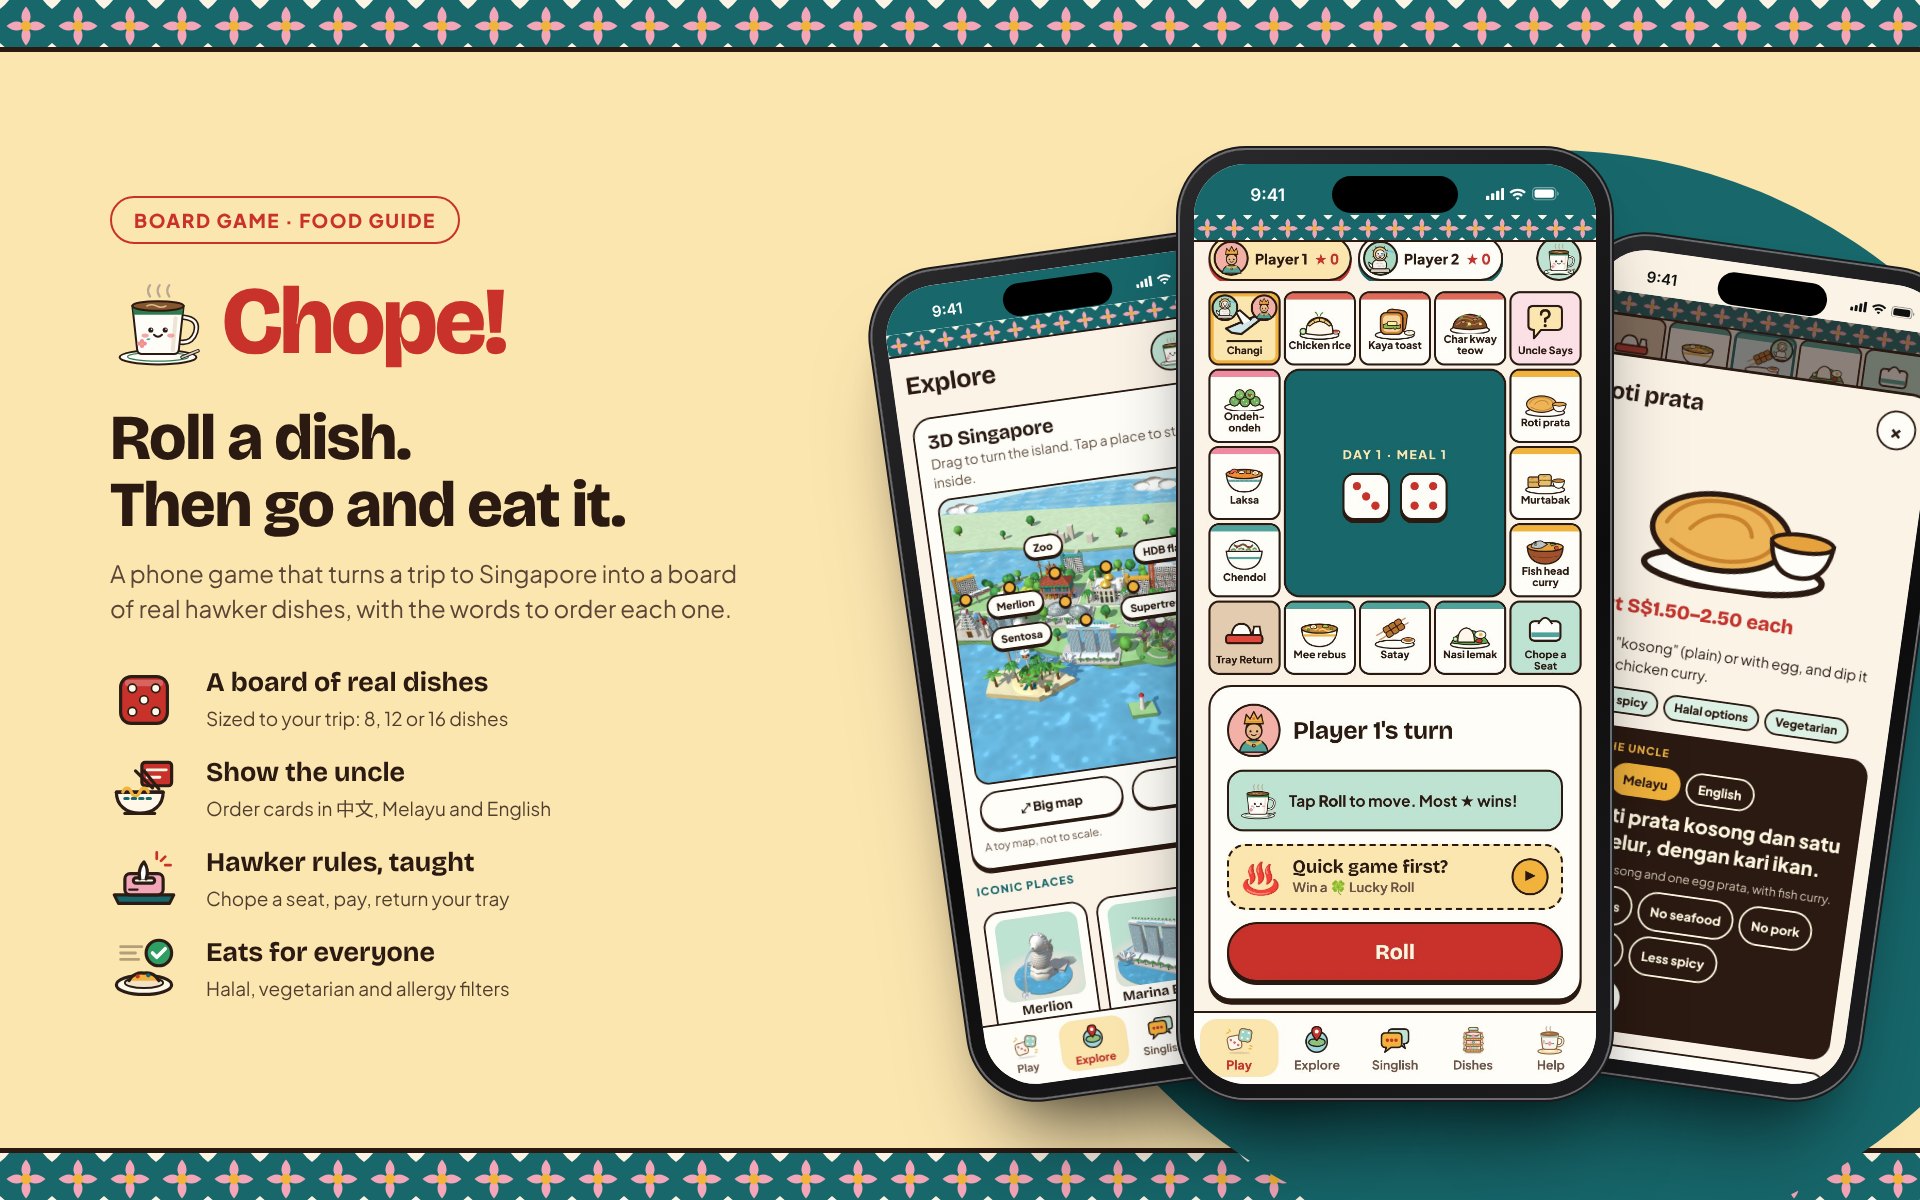 BOARD GAME · FOOD GUIDE
Chope!
Roll a dish.
Then go and eat it.
A phone game that turns a trip to Singapore into a board
of real hawker dishes, with the words to order each one.
A board of real dishes
Sized to your trip: 8, 12 or 16 dishes
Show the uncle
Order cards in 中文, Melayu and English
Hawker rules, taught
Chope a seat, pay, return your tray
Eats for everyone
Halal, vegetarian and allergy filters
9:41
Explore
3D Singapore
Drag to turn the island. Tap a place to
inside.
Zoo
HDB
Merlion
Sentosa
Big map
A toy map, not to scale.
ICONIC PLACES
Merlion
Marina
Play
Explore
9:41
Player 1 ★ 0
Player 2 ★ 0
Changi
Chicken rice
Kaya toast
Char kway
teow
?
Uncle Says
Ondeh-
ondeh
Roti prata
Laksa
Murtabak
Chendol
Fish head
curry
Tray Return
Mee rebus
Satay
Nasi lemak
Chope a
Seat
DAY 1 · MEAL 1
Player 1's turn
Tap Roll to move. Most ★ wins!
Quick game first?
Win a 🍀 Lucky Roll
Roll
Play
Explore
Singlish
Dishes
Help
9:41
prata
S$1.50–2.50 each
"kosong" (plain) or with egg, and dip it
chicken curry.
spicy
Halal options
Vegetarian
UNCLE
Melayu
English
prata kosong dan satu
dengan kari ikan.
and one egg prata, with fish curry.
No seafood
No pork
Less spicy